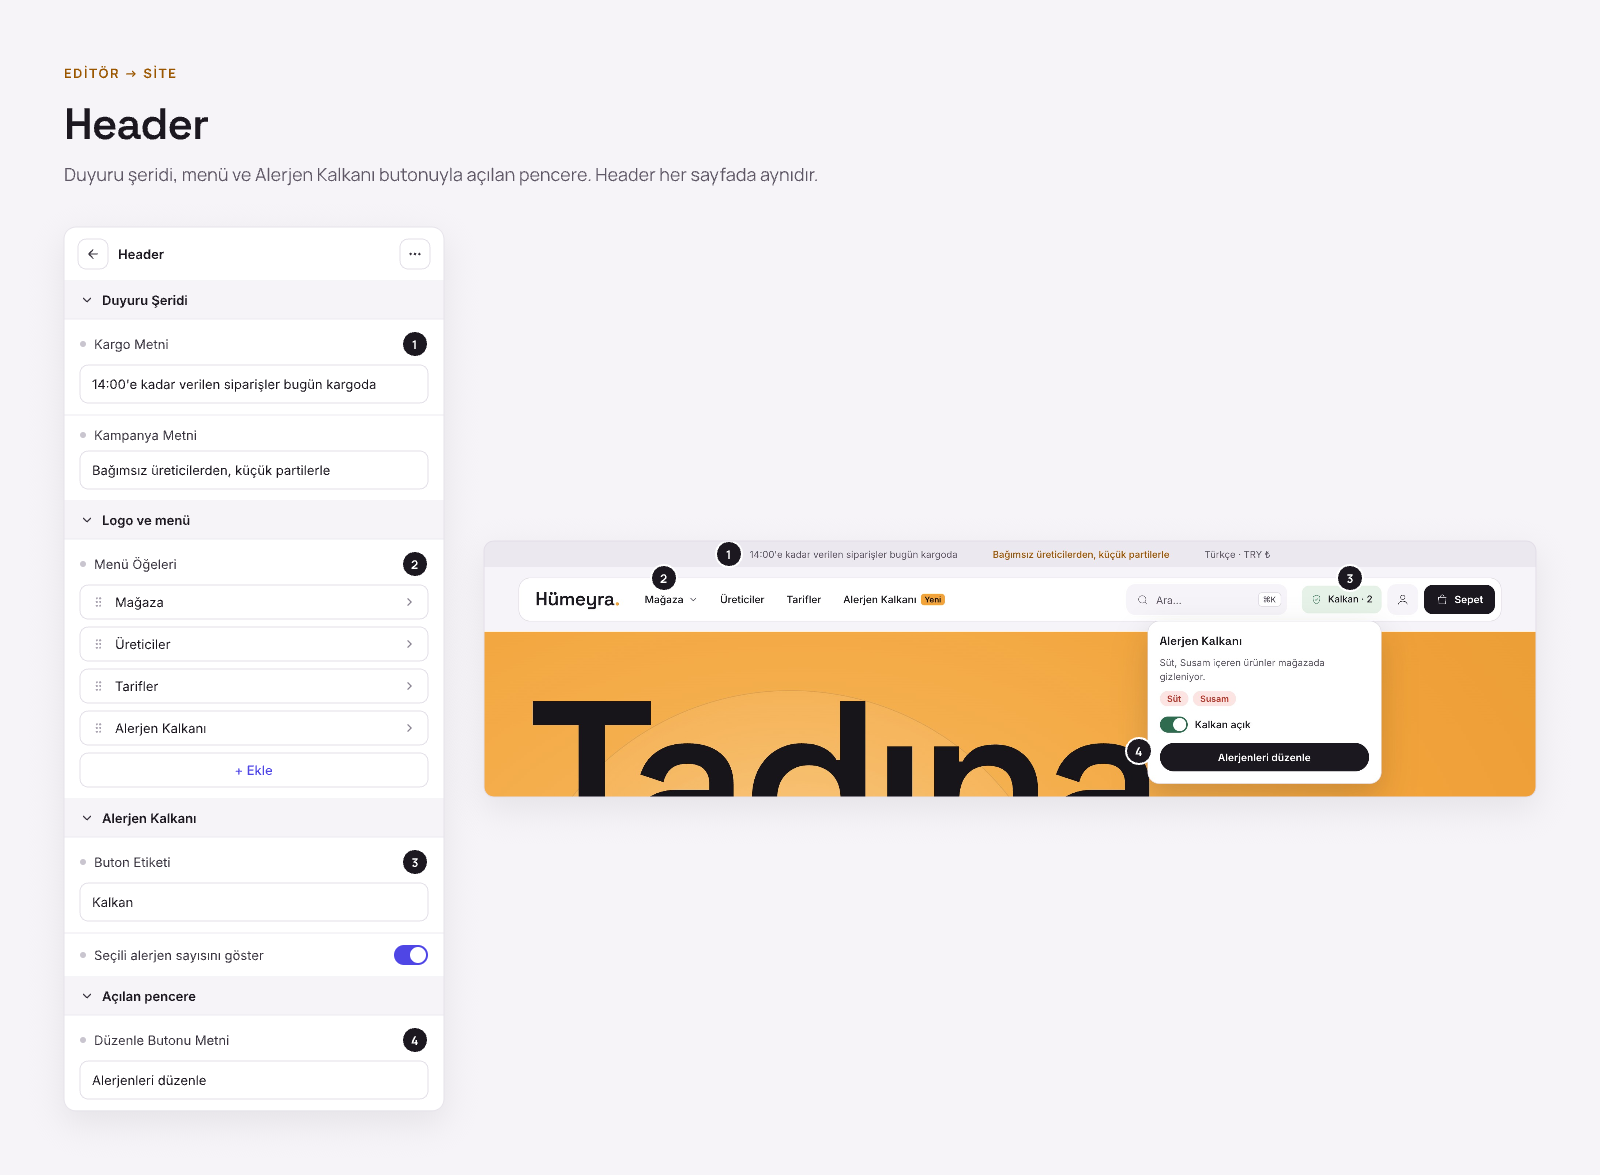 EDİTÖR → SİTE
Header
Duyuru şeridi, menü ve Alerjen Kalkanı butonuyla açılan pencere. Header her sayfada aynıdır.
Header
Duyuru Şeridi
Kargo Metni
1
14:00'e kadar verilen siparişler bugün kargoda
Kampanya Metni
Bağımsız üreticilerden, küçük partilerle
Logo ve menü
Menü Öğeleri
2
Mağaza
Üreticiler
Tarifler
Alerjen Kalkanı
+ Ekle
Alerjen Kalkanı
Buton Etiketi
3
Kalkan
Seçili alerjen sayısını göster
Açılan pencere
Düzenle Butonu Metni
4
Alerjenleri düzenle
1
14:00'e kadar verilen siparişler bugün kargoda
Bağımsız üreticilerden, küçük partilerle
Türkçe · TRY ₺
2
3
Hümeyra.
Mağaza
Üreticiler
Tarifler
Alerjen Kalkanı
Yeni
Ara...
⌘K
Kalkan · 2
Sepet
Alerjen Kalkanı
Süt, Susam içeren ürünler mağazada
gizleniyor.
Süt
Susam
Kalkan açık
4
Alerjenleri düzenle
Tadına